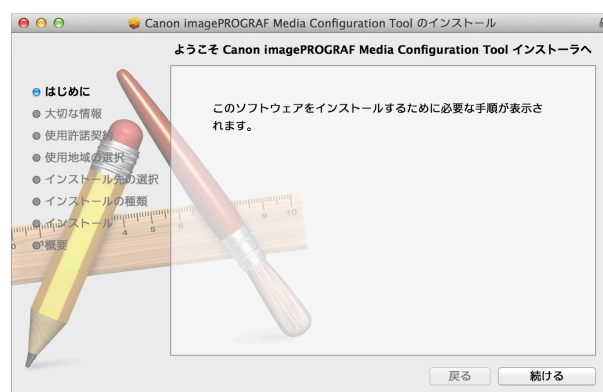 Canon imagePROGRAF Media Configuration Tool のインストール
ようこそ Canon imagePROGRAF Media Configuration Tool インストーラへ
はじめに
大切な情報
使用許諾契約
使用地域の選択
インストール先の選択
インストールの種類
インストール
概要
このソフトウェアをインストールするために必要な手順が表示さ
れます。
4 5 6 9 10
戻る
続ける